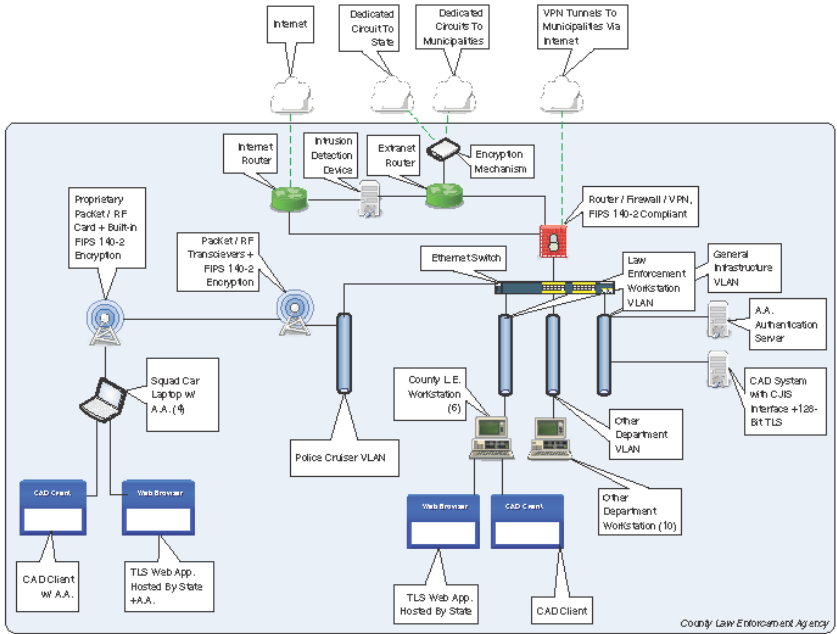 Internet
Dedicated
Circuit To
State
Dedicated
Circuits To
Municipalities
VPN Tunnels To
Municipalities Via
Internet
Internet
Router
Intrusion
Detection
Device
Extranet
Router
Encryption
Mechanism
Router / Firewall / VPN,
FIPS 140-2 Compliant
Proprietary
Packet / RF
Card + Built-in
FIPS 140-2
Encryption
Packet / RF
Transcievers +
FIPS 140-2
Encryption
Ethernet Switch
Law
Enforcement
Workstation
VLAN
General
Infrastructure
VLAN
A.A.
Authentication
Server
Squad Car
Laptop w/
A.A. (4)
County L.E.
Workstation
(6)
CAD System
with CJIS
Interface +128-
Bit TLS
Police Cruiser VLAN
Other
Department
VLAN
Other
Department
Workstation (10)
CAD Client
Web Browser
Web Browser
CAD Client
CAD Client
w/ A.A.
TLS Web App.
Hosted By State
+A.A.
TLS Web App.
Hosted By State
CAD Client
County Law Enforcement Agency